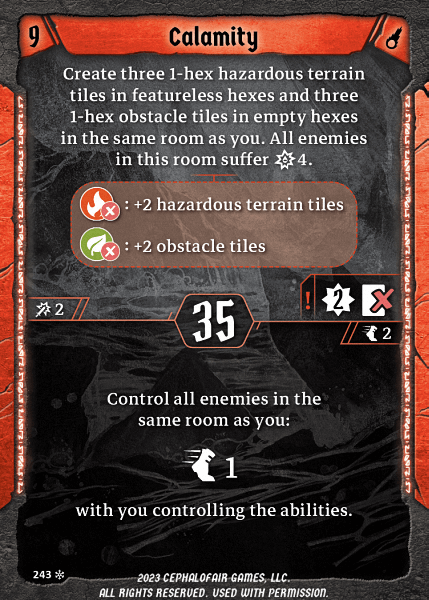 9
Calamity
Create three 1-hex hazardous terrain
tiles in featureless hexes and three
1-hex obstacle tiles in empty hexes
in the same room as you. All enemies
in this room suffer 4.
: +2 hazardous terrain tiles
: +2 obstacle tiles
! 2
2
35
2
Control all enemies in the
same room as you:
1
with you controlling the abilities.
243
2023 CEPHALOFAIR GAMES, LLC.
ALL RIGHTS RESERVED. USED WITH PERMISSION.